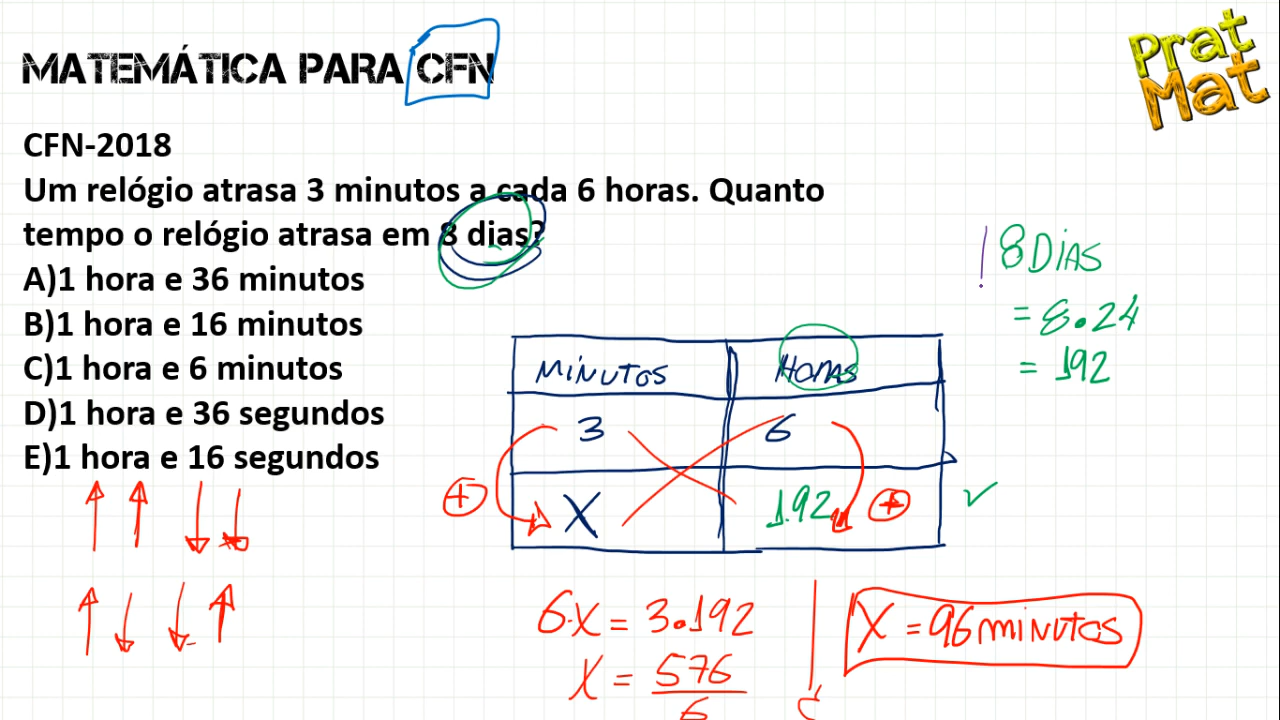 MATEMÁTICA PARA CFN
Prat
Mat
CFN-2018
Um relógio atrasa 3 minutos a cada 6 horas. Quanto
tempo o relógio atrasa em 8 dias?
A)1 hora e 36 minutos
B)1 hora e 16 minutos
C)1 hora e 6 minutos
D)1 hora e 36 segundos
E)1 hora e 16 segundos
8 DIAS
= 8.24
= 192
MINUTOS HORAS
3 6
+ X 192 +
6.X = 3.192
X = 576
6
X = 96 MINUTOS